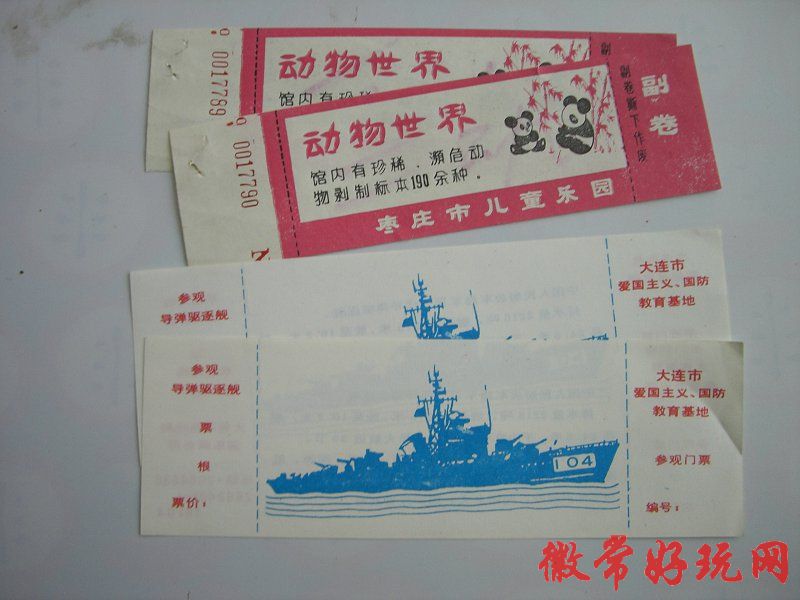 0017789
动物世界
馆内有珍稀
副
0017790
动物世界
馆内有珍稀、濒危动
物剥制标本190余种。
枣庄市儿童乐园
副卷撕下作废
副卷
参观
导弹驱逐舰
大连市
爱国主义、国防
教育基地
参观
导弹驱逐舰
票
根
票价：
104
大连市
爱国主义、国防
教育基地
参观门票
编号：
徽常好玩网